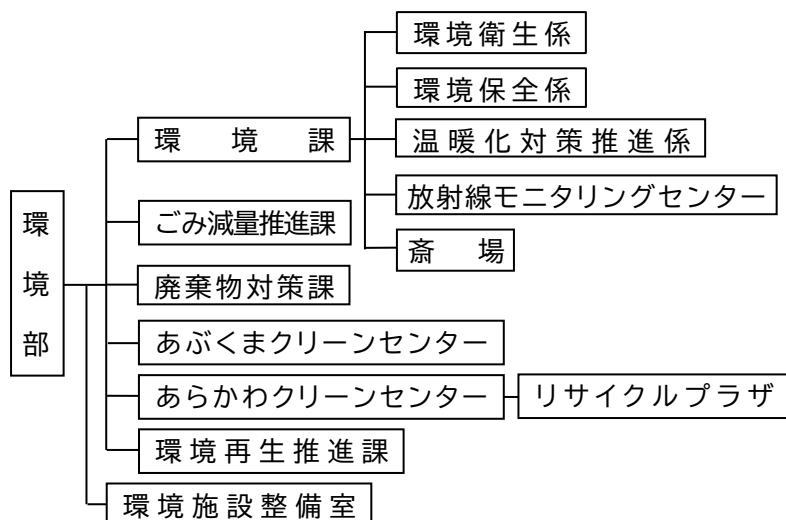 環境部
環境課
環境衛生係
環境保全係
温暖化対策推進係
放射線モニタリングセンター
斎場
ごみ減量推進課
廃棄物対策課
あぶくまクリーンセンター
あらかわクリーンセンター
リサイクルプラザ
環境再生推進課
環境施設整備室